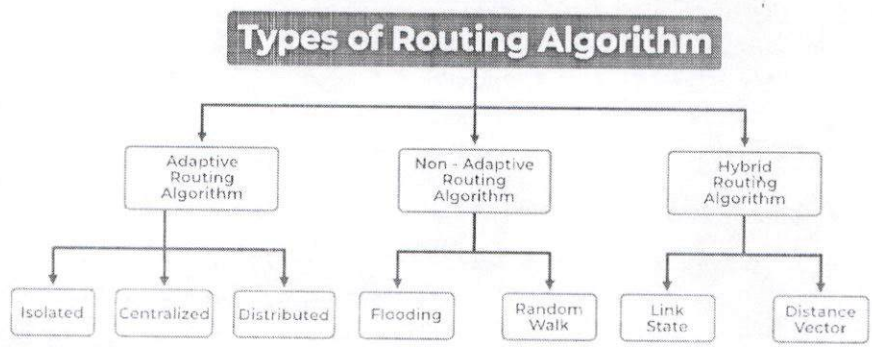 Types of Routing Algorithm
Adaptive
Routing
Algorithm
Non - Adaptive
Routing
Algorithm
Hybrid
Routing
Algorithm
Isolated
Centralized
Distributed
Flooding
Random
Walk
Link
State
Distance
Vector